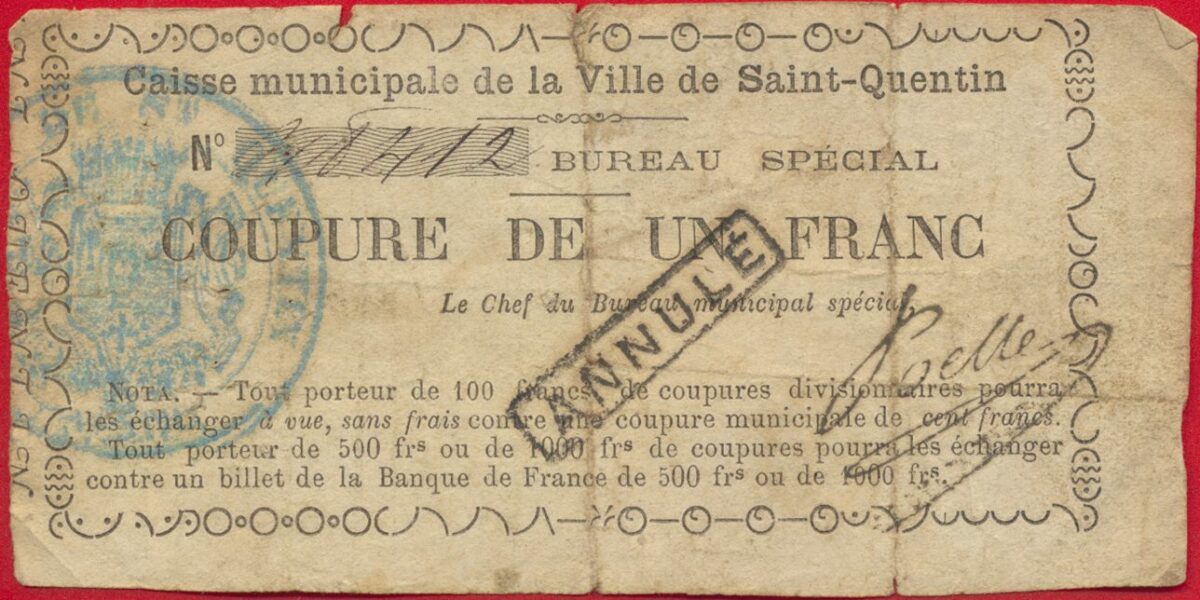 Caisse municipale de la Ville de Saint-Quentin
N° 28412 BUREAU SPÉCIAL
COUPURE DE UN FRANC
Le Chef du Bureau municipal spécial,
ANNULÉ
NOTA. — Tout porteur de 100 francs de coupures divisionnaires pourra
les échanger à vue, sans frais contre une coupure municipale de cent francs.
Tout porteur de 500 frs ou de 1000 frs de coupures pourra les échanger
contre un billet de la Banque de France de 500 frs ou de 1000 frs.